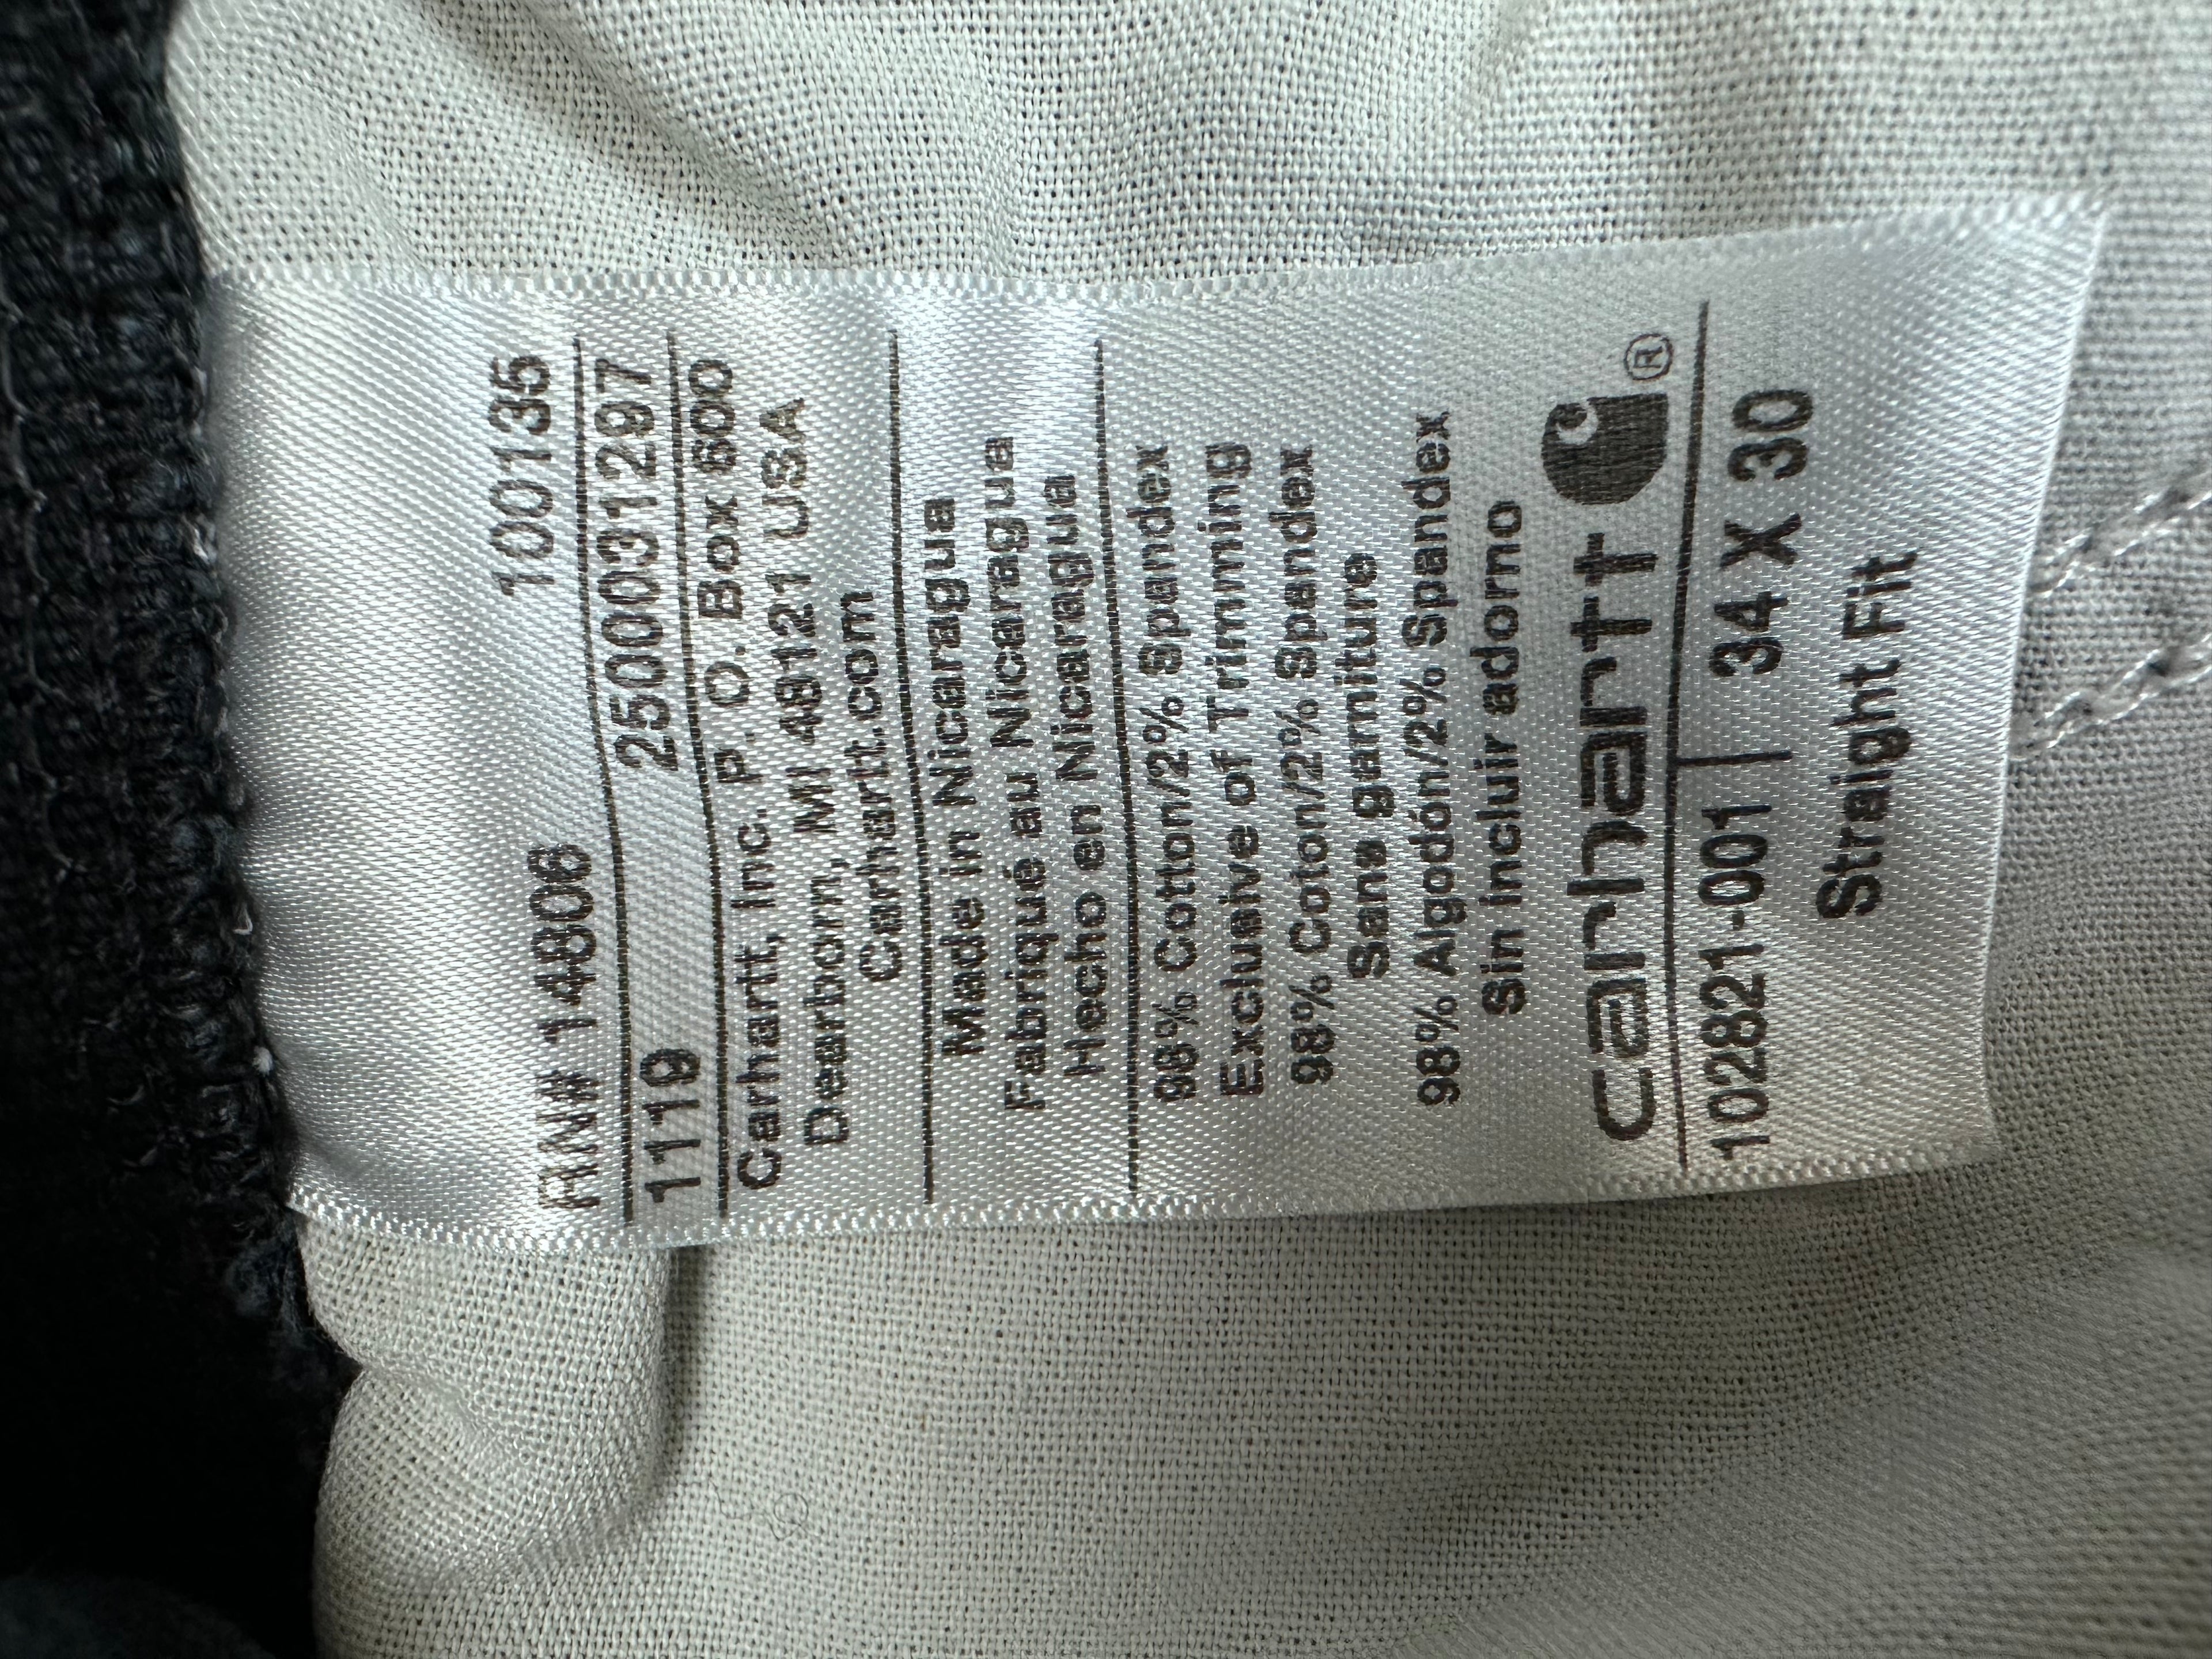 RN# 14806 100135
1119 2500031297
Carhartt, Inc. P. O. Box 600
Dearborn, MI 48121 USA
Carhartt.com
Made in Nicaragua
Fabriqué au Nicaragua
Hecho en Nicaragua
98% Cotton/2% Spandex
Exclusive of Trimming
98% Coton/2% Spandex
Sans garniture
98% Algodón/2% Spandex
Sin incluir adorno
carhartt ®
102821-001 | 34 X 30
Straight Fit